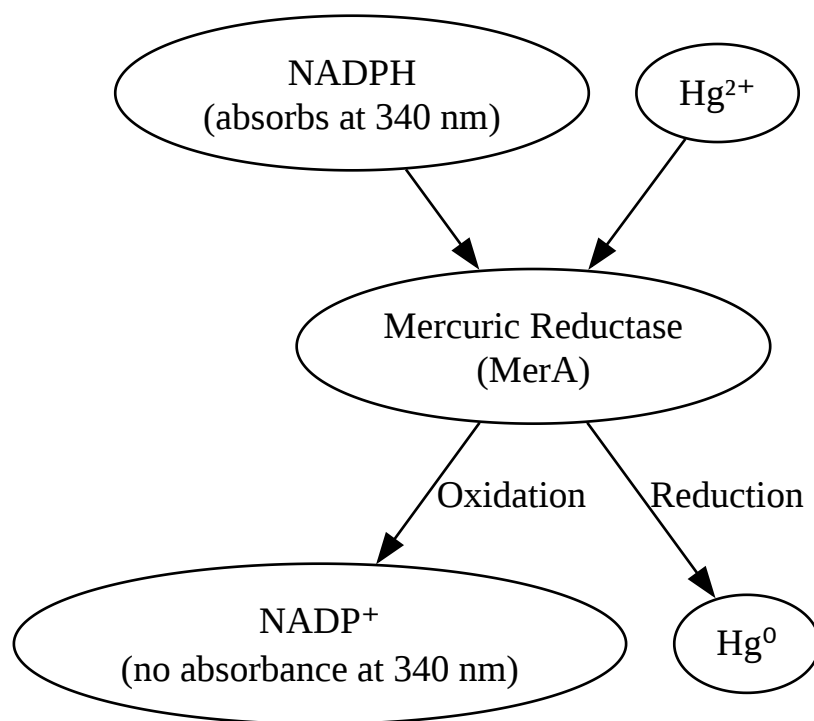 NADPH
(absorbs at 340 nm)
Hg²⁺
Mercuric Reductase
(MerA)
Oxidation
Reduction
NADP⁺
(no absorbance at 340 nm)
Hg⁰